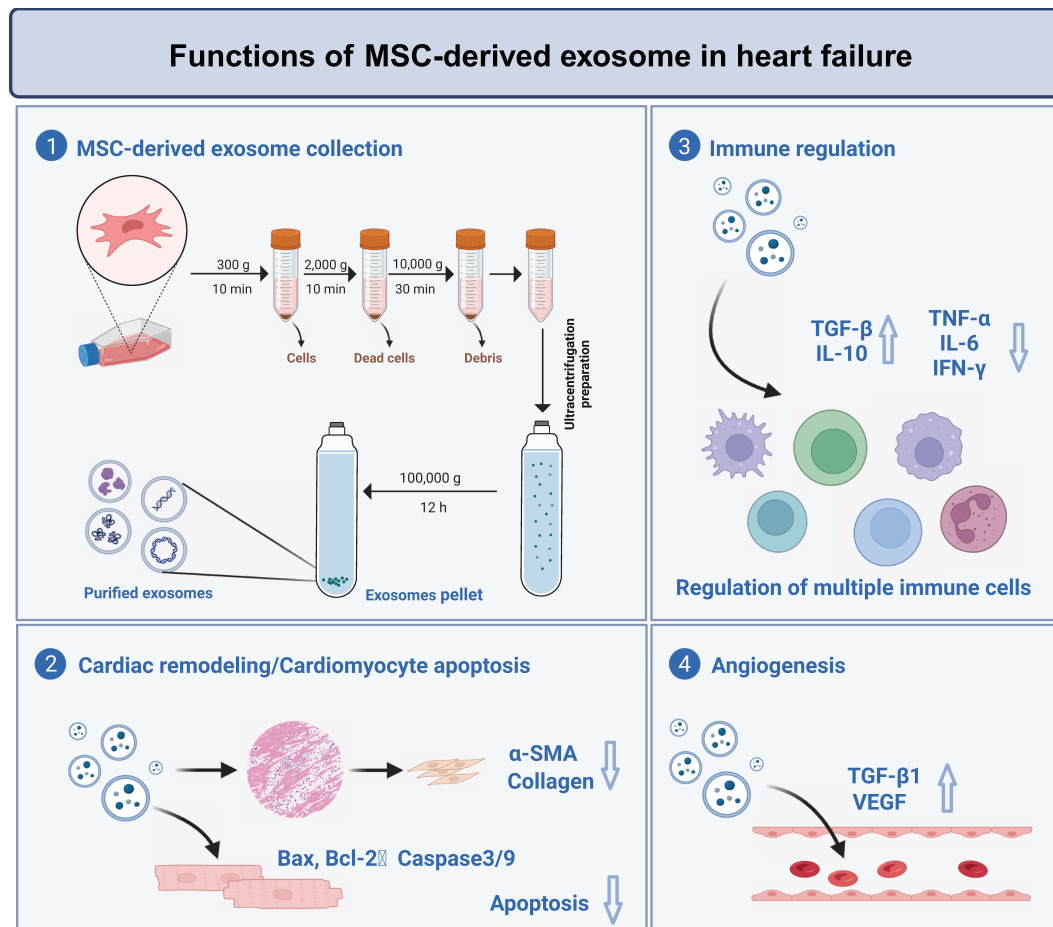 Functions of MSC-derived exosome in heart failure
1 MSC-derived exosome collection
300 g
10 min
2,000 g
10 min
10,000 g
30 min
Cells
Dead cells
Debris
Ultracentrifugation
preparation
100,000 g
12 h
Purified exosomes
Exosomes pellet
2 Cardiac remodeling/Cardiomyocyte apoptosis
α-SMA
Collagen
Bax, Bcl-2 Caspase3/9
Apoptosis
3 Immune regulation
TGF-β
IL-10
TNF-α
IL-6
IFN-γ
Regulation of multiple immune cells
4 Angiogenesis
TGF-β1
VEGF